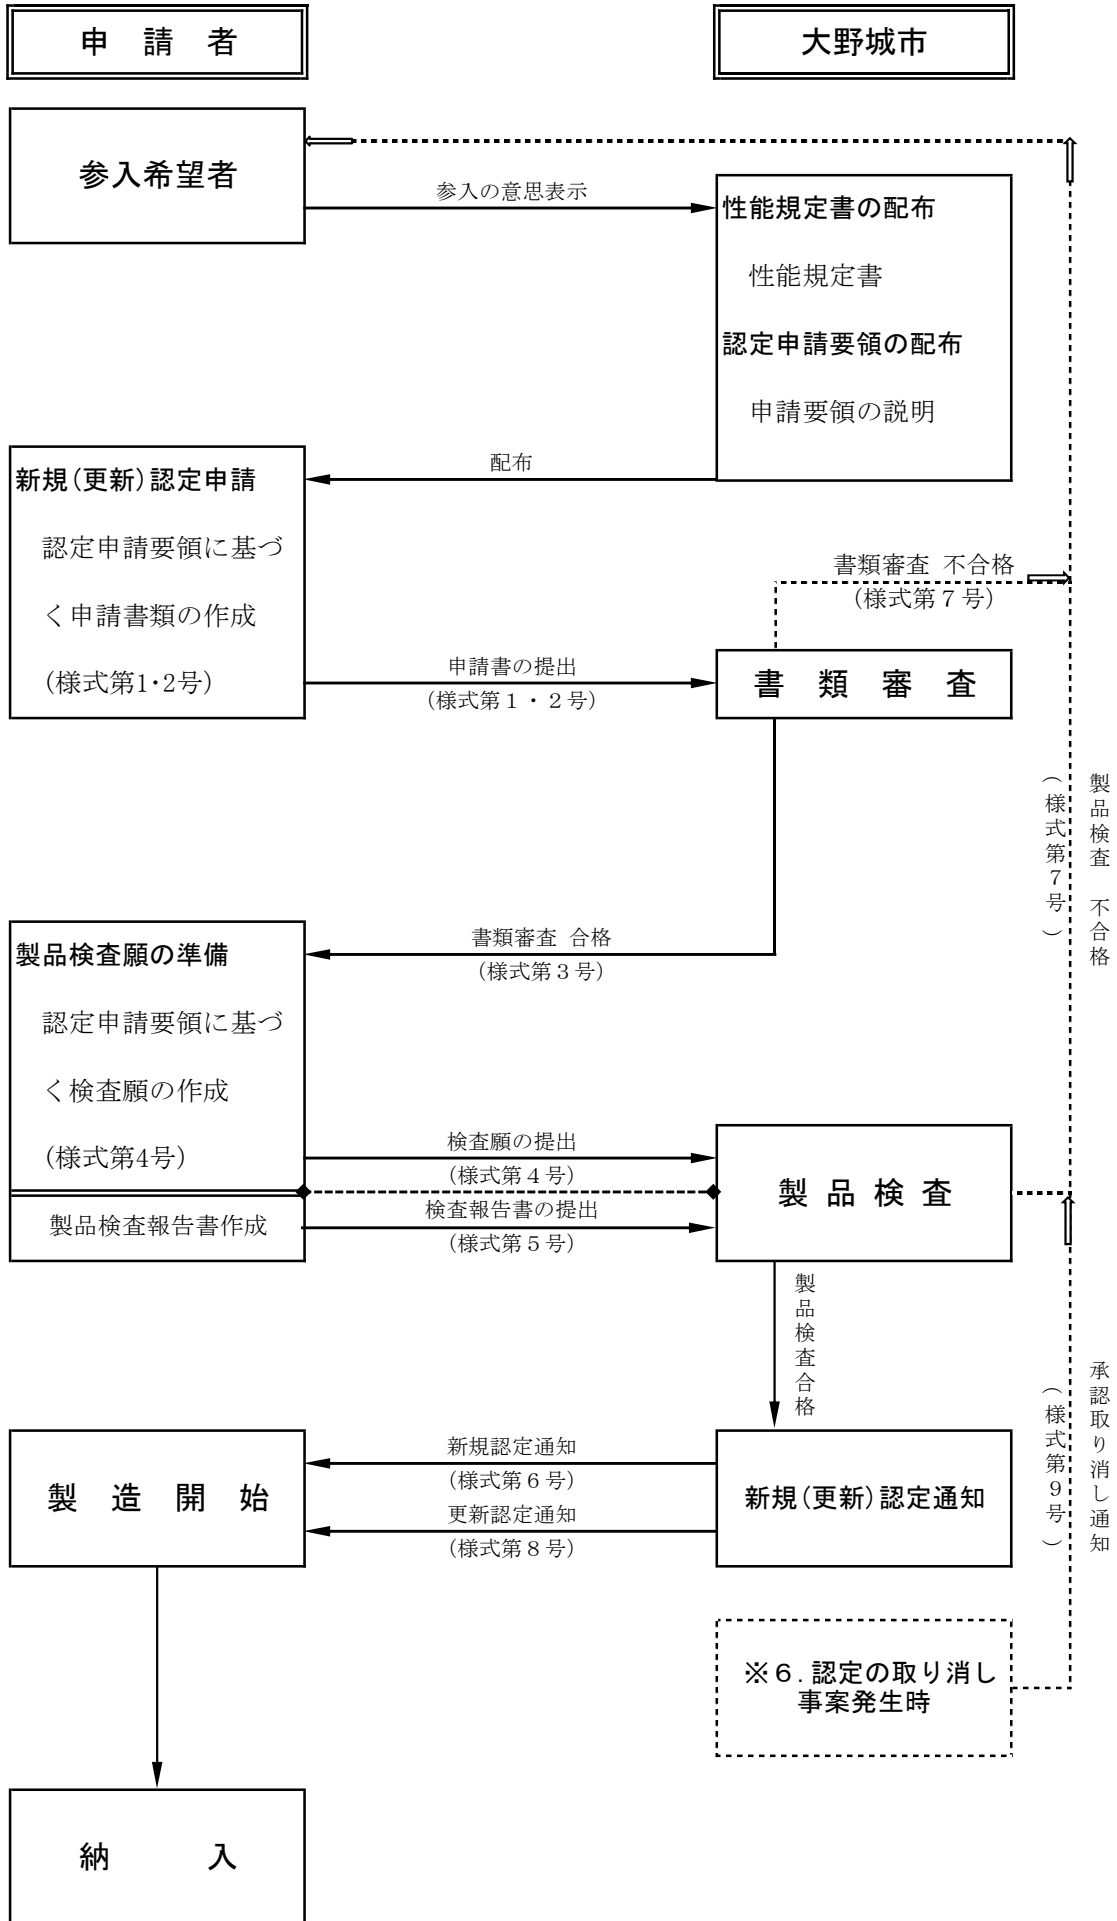 申　請　者
大野城市
参入希望者
参入の意思表示
性能規定書の配布
性能規定書
認定申請要領の配布
申請要領の説明
配布
新規(更新)認定申請
認定申請要領に基づ
く申請書類の作成
(様式第1・2号)
書類審査 不合格
(様式第７号)
申請書の提出
(様式第１・２号)
書　類　審　査
製品検査　不合格
(様式第７号)
書類審査 合格
(様式第３号)
製品検査願の準備
認定申請要領に基づ
く検査願の作成
(様式第4号)
検査願の提出
(様式第４号)
製 品 検 査
製品検査報告書作成
検査報告書の提出
(様式第５号)
製品検査合格
承認取り消し通知
(様式第９号)
製　造　開　始
新規認定通知
(様式第６号)
更新認定通知
(様式第８号)
新規(更新)認定通知
※６.認定の取り消し
事案発生時
納　　　入